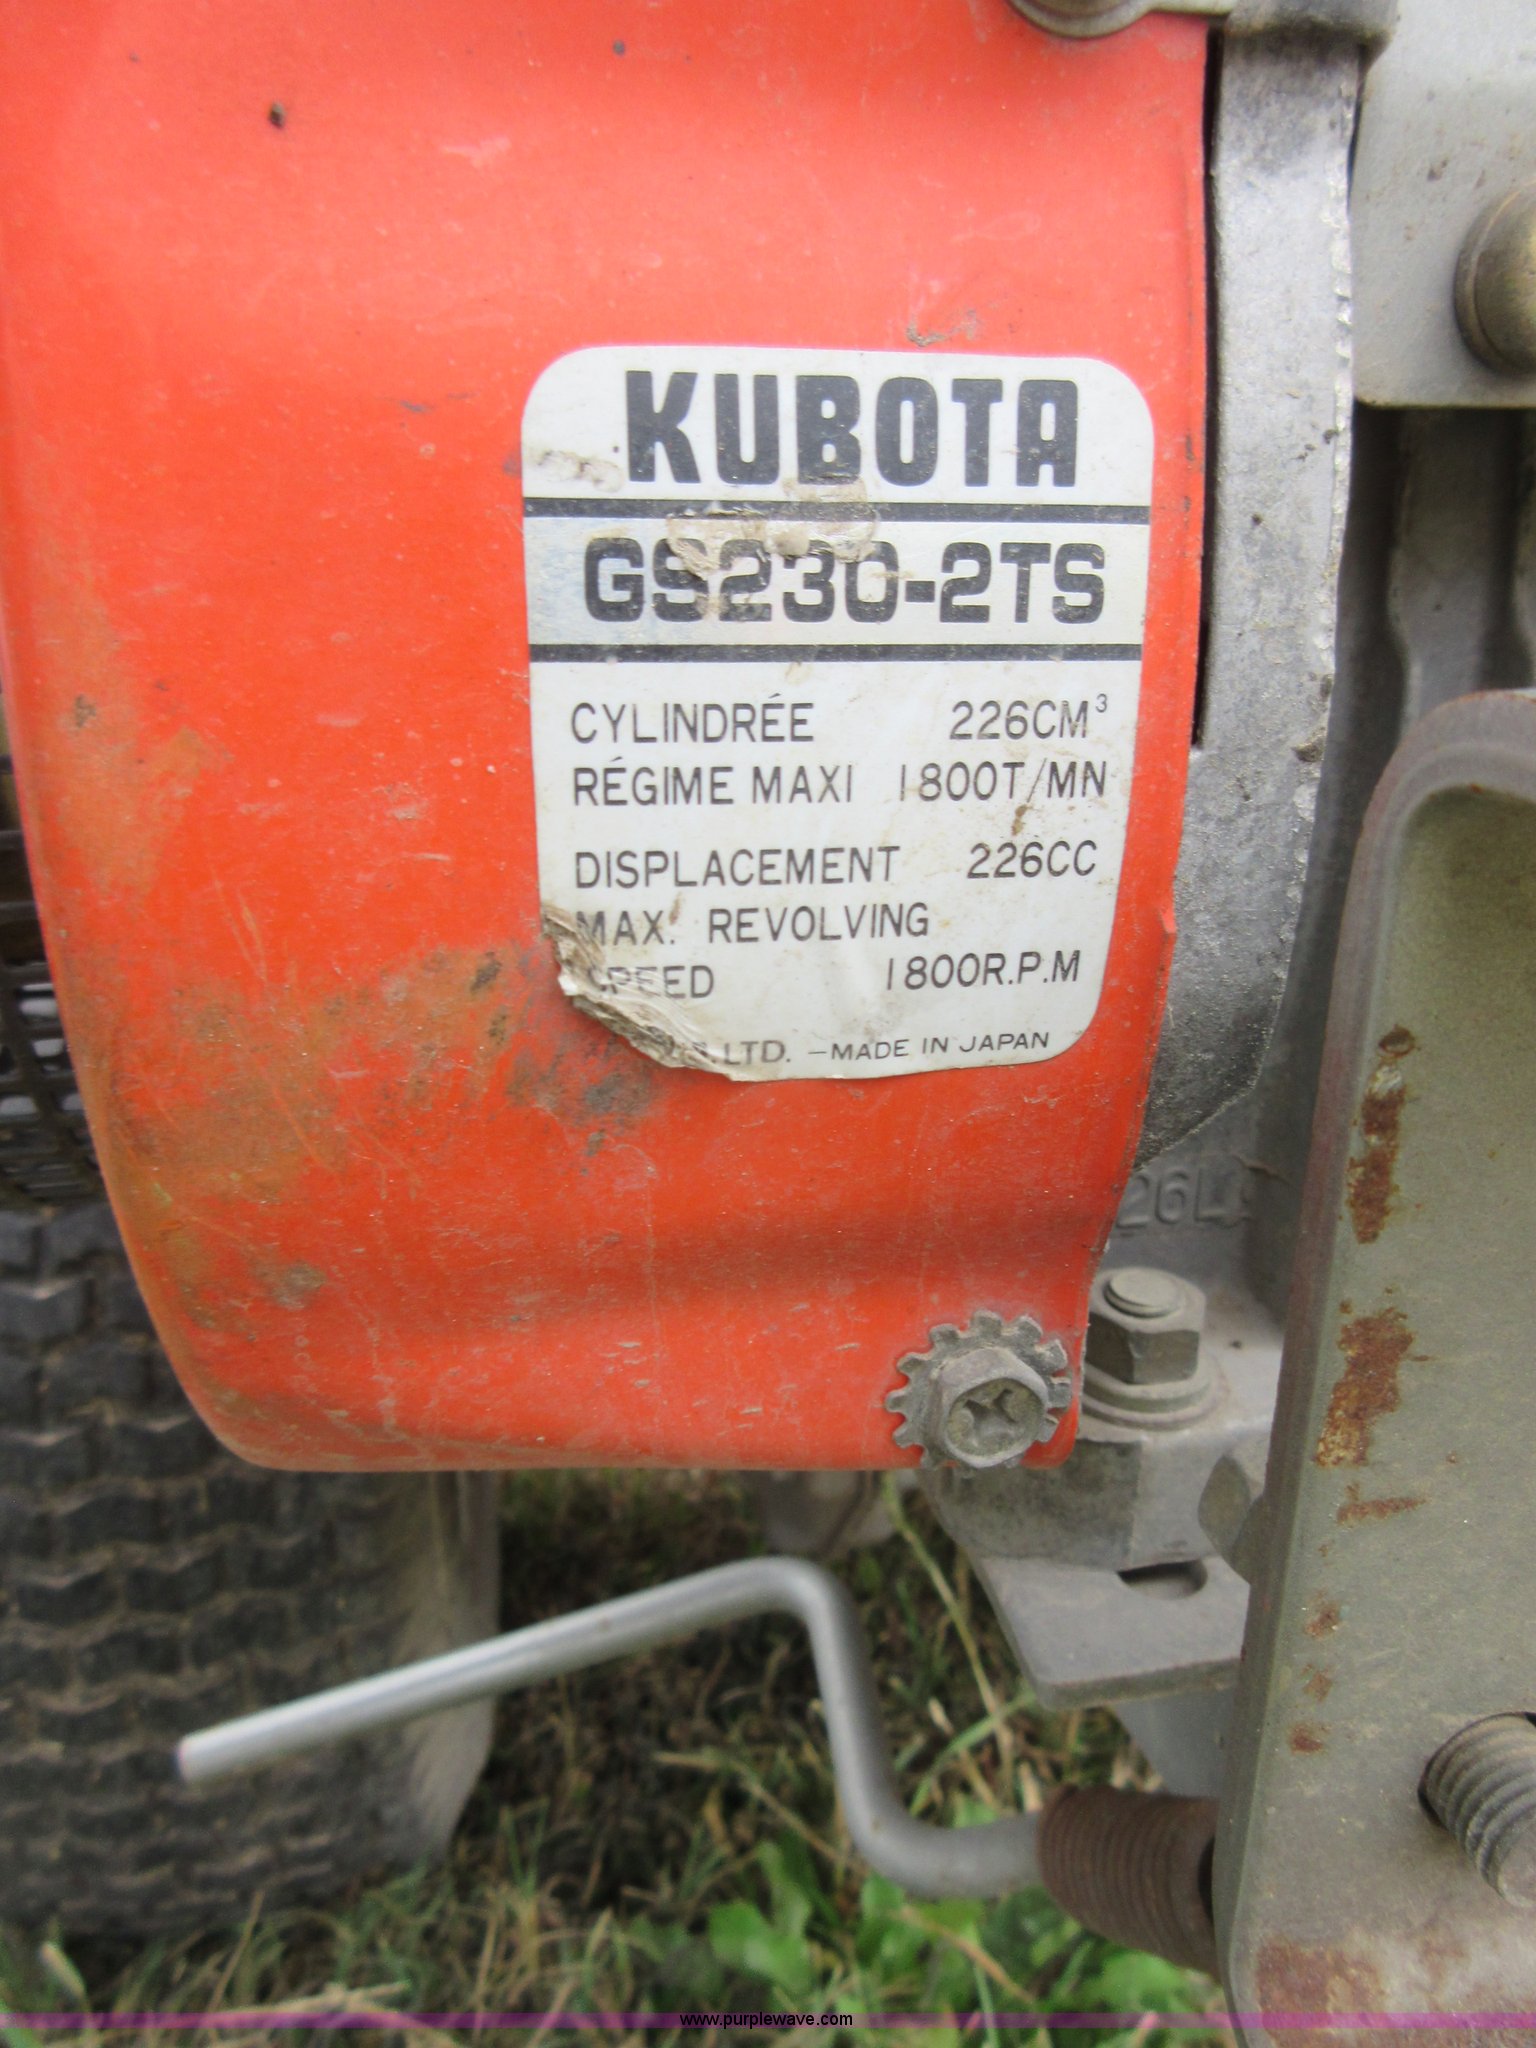 KUBOTA
GS230-2TS
CYLINDRÉE 226CM³
RÉGIME MAXI 1800T/MN
DISPLACEMENT 226CC
MAX. REVOLVING
SPEED 1800R.P.M
LTD. –MADE IN JAPAN
www.purplewave.com